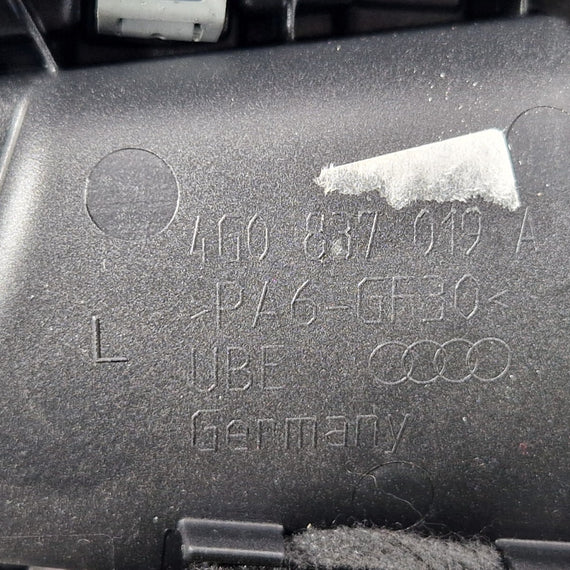 4G0 837 019 A
>PA6-GF30<
L
UBE
Germany